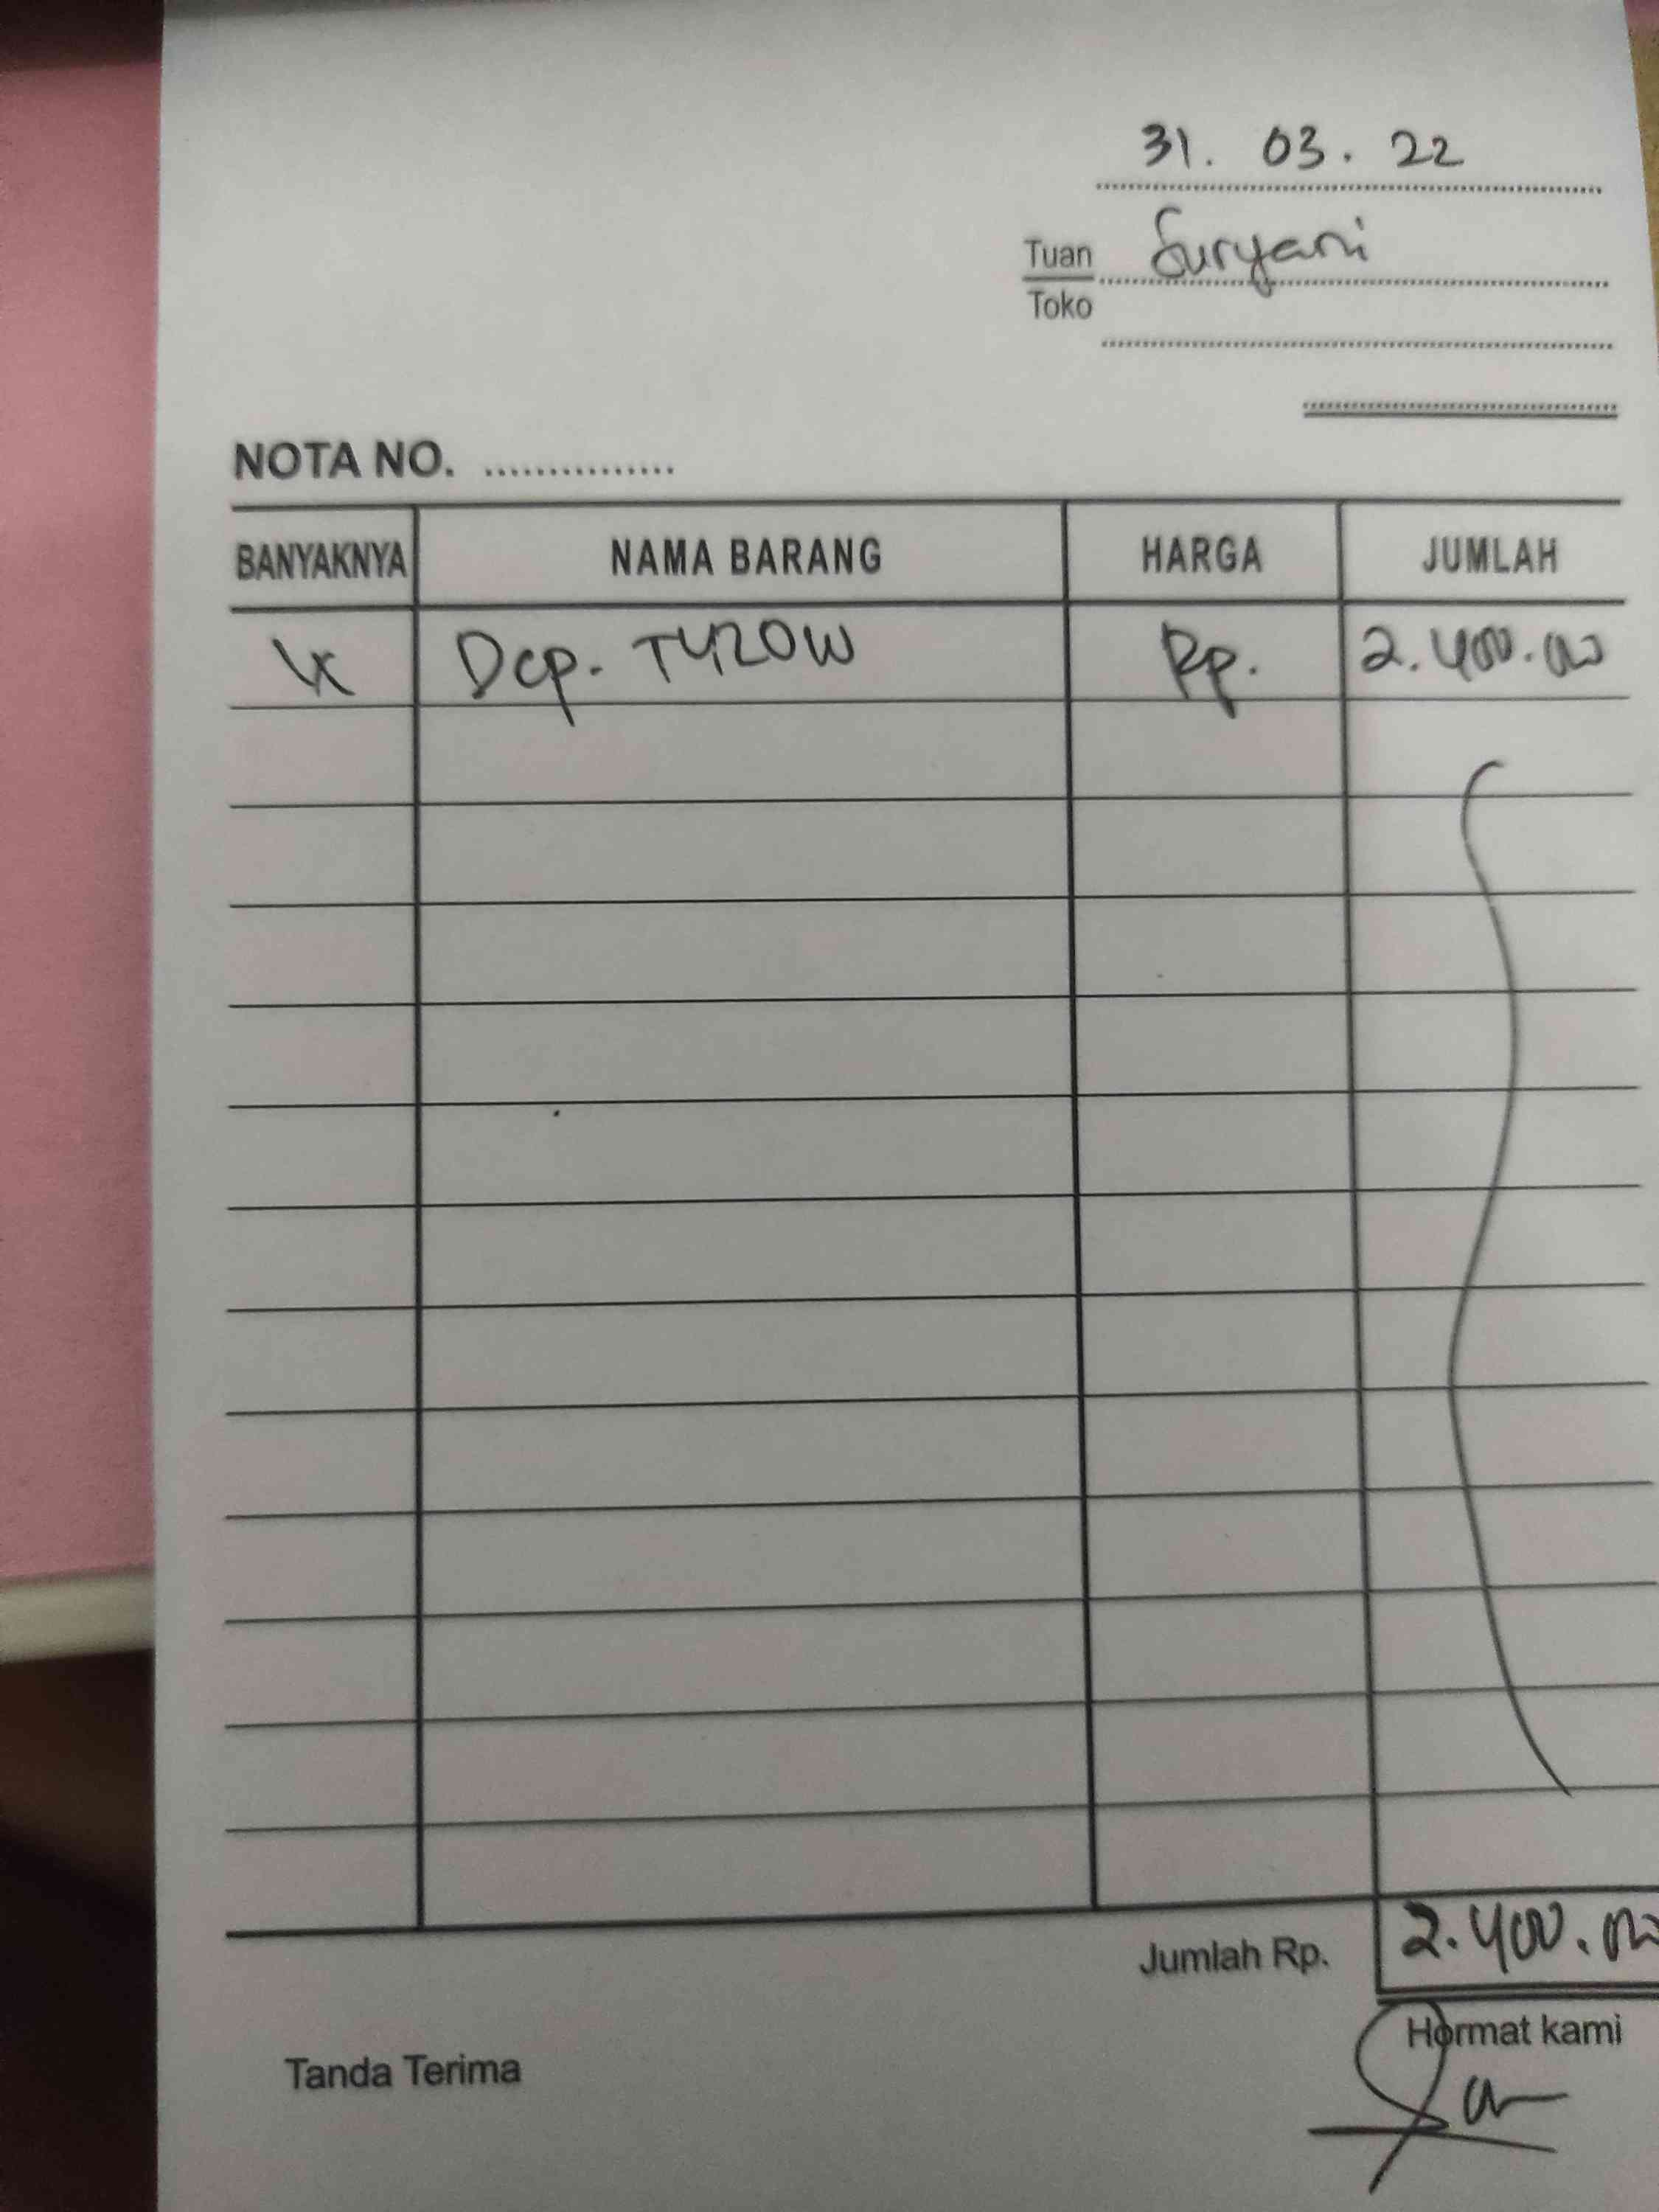 31. 03. 22
Tuan Suryani
Toko
NOTA NO. ...............
BANYAKNYA NAMA BARANG HARGA JUMLAH
Dcp. T420W Rp. 2.400.000
Jumlah Rp. 2.400.000
Tanda Terima Hormat kami